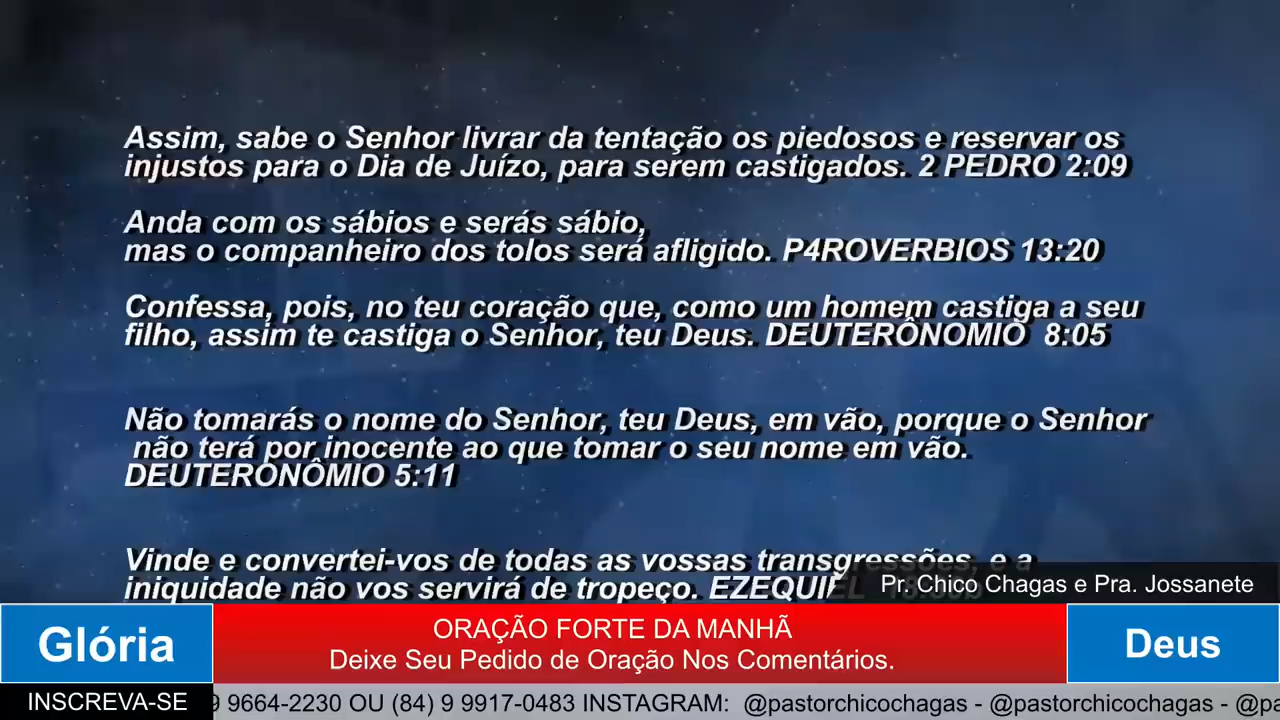 Assim, sabe o Senhor livrar da tentação os piedosos e reservar os
injustos para o Dia de Juízo, para serem castigados. 2 PEDRO 2:09
Anda com os sábios e serás sábio,
mas o companheiro dos tolos será afligido. P4ROVERBIOS 13:20
Confessa, pois, no teu coração que, como um homem castiga a seu
filho, assim te castiga o Senhor, teu Deus. DEUTERÔNOMIO 8:05
Não tomarás o nome do Senhor, teu Deus, em vão, porque o Senhor
não terá por inocente ao que tomar o seu nome em vão.
DEUTERONÔMIO 5:11
Vinde e convertei-vos de todas as vossas transgressões, e a
iniquidade não vos servirá de tropeço. EZEQUIEL
Pr. Chico Chagas e Pra. Jossanete
Glória
ORAÇÃO FORTE DA MANHÃ
Deixe Seu Pedido de Oração Nos Comentários.
Deus
INSCREVA-SE
9 9664-2230 OU (84) 9 9917-0483 INSTAGRAM: @pastorchicochagas - @pastorchicochagas - @pa